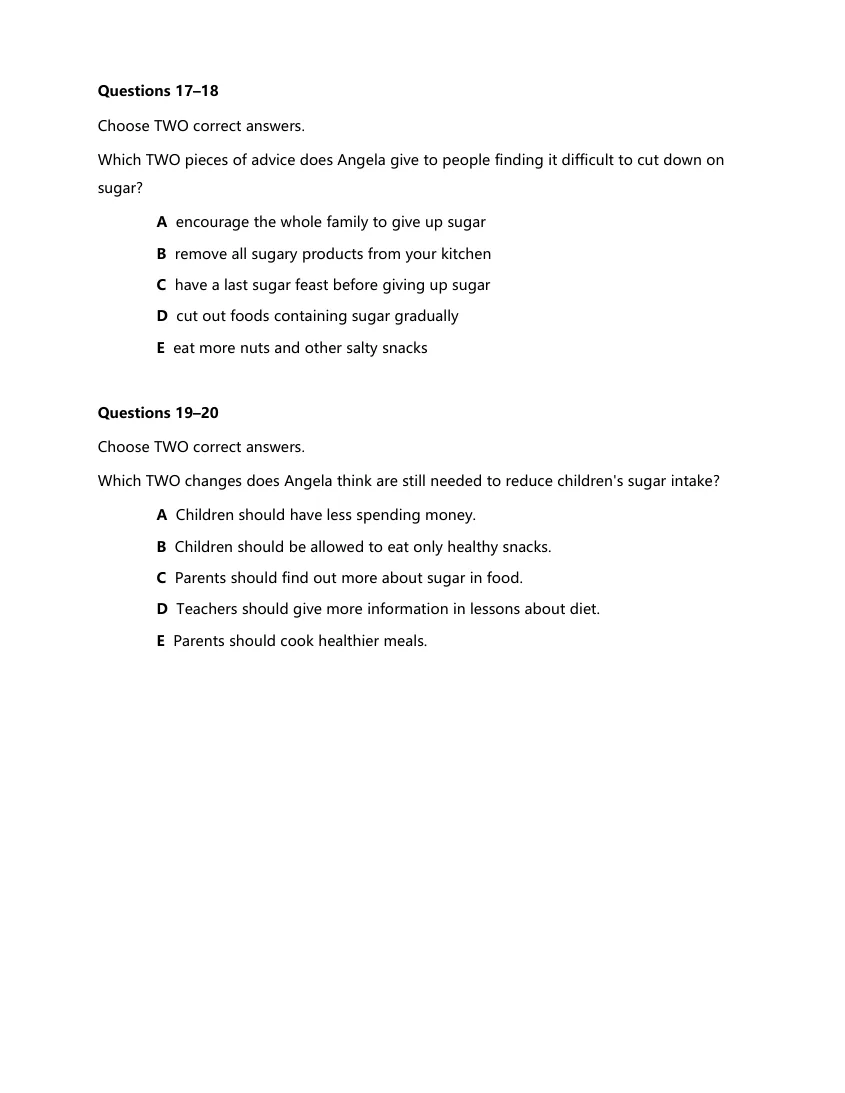 Questions 17–18
Choose TWO correct answers.
Which TWO pieces of advice does Angela give to people finding it difficult to cut down on
sugar?
A encourage the whole family to give up sugar
B remove all sugary products from your kitchen
C have a last sugar feast before giving up sugar
D cut out foods containing sugar gradually
E eat more nuts and other salty snacks
Questions 19–20
Choose TWO correct answers.
Which TWO changes does Angela think are still needed to reduce children's sugar intake?
A Children should have less spending money.
B Children should be allowed to eat only healthy snacks.
C Parents should find out more about sugar in food.
D Teachers should give more information in lessons about diet.
E Parents should cook healthier meals.